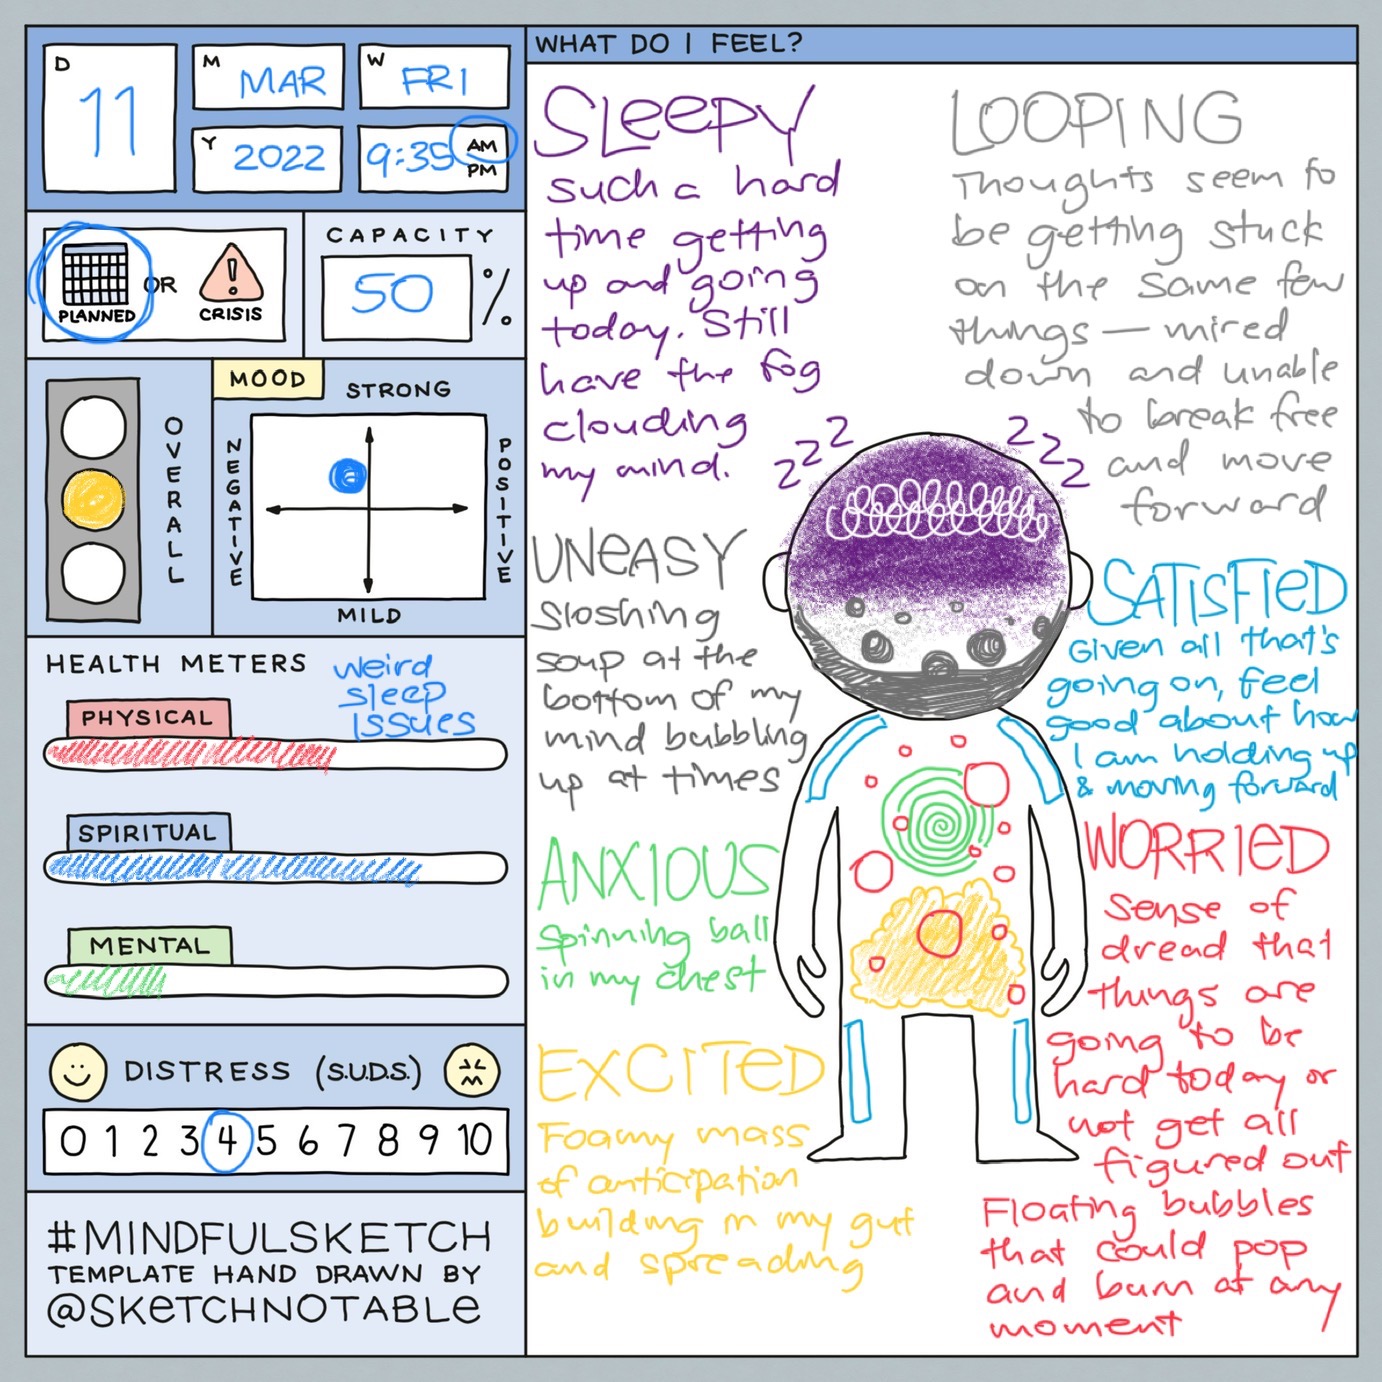 D
11
M
MAR
W
FRI
Y
2022
9:35 AM
PM
PLANNED
OR
CRISIS
CAPACITY
50 %
OVERALL
MOOD
STRONG
NEGATIVE
POSITIVE
MILD
HEALTH METERS
weird
sleep
issues
PHYSICAL
SPIRITUAL
MENTAL
DISTRESS (S.U.D.S.)
0 1 2 3 4 5 6 7 8 9 10
#MINDFULSKETCH
TEMPLATE HAND DRAWN BY
@SKETCHNOTABLE
WHAT DO I FEEL?
SLEEPY
such a hard
time getting
up and going
today. Still
have the fog
clouding
my mind.
LOOPING
Thoughts seem to
be getting stuck
on the same few
things — mired
down and unable
to break free
and move
forward
z z z
z z z
UNEASY
Sloshing
soup at the
bottom of my
mind bubbling
up at times
SATISFIED
Given all that's
going on, feel
good about how
I am holding up
& moving forward
ANXIOUS
Spinning ball
in my chest
WORRIED
Sense of
dread that
things are
going to be
hard today or
not get all
figured out
Floating bubbles
that could pop
and burn at any
moment
EXCITED
Foamy mass
of anticipation
building in my gut
and spreading